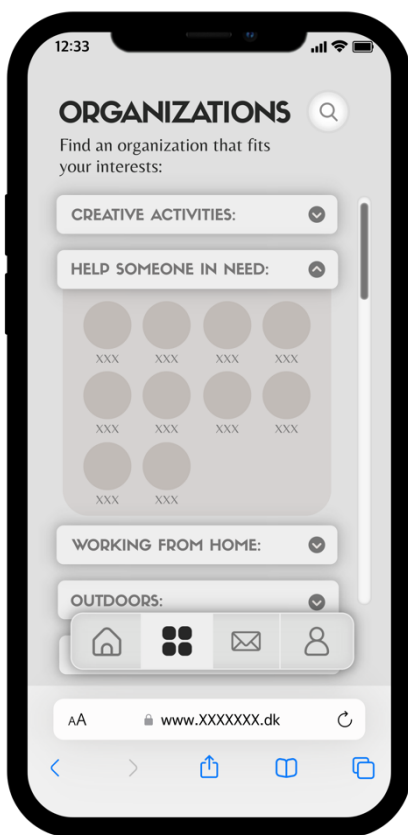 12:33
ORGANIZATIONS
Find an organization that fits
your interests:
CREATIVE ACTIVITIES:
HELP SOMEONE IN NEED:
XXX XXX XXX XXX
XXX XXX XXX XXX
XXX XXX
WORKING FROM HOME:
OUTDOORS:
AA www.XXXXXXX.dk